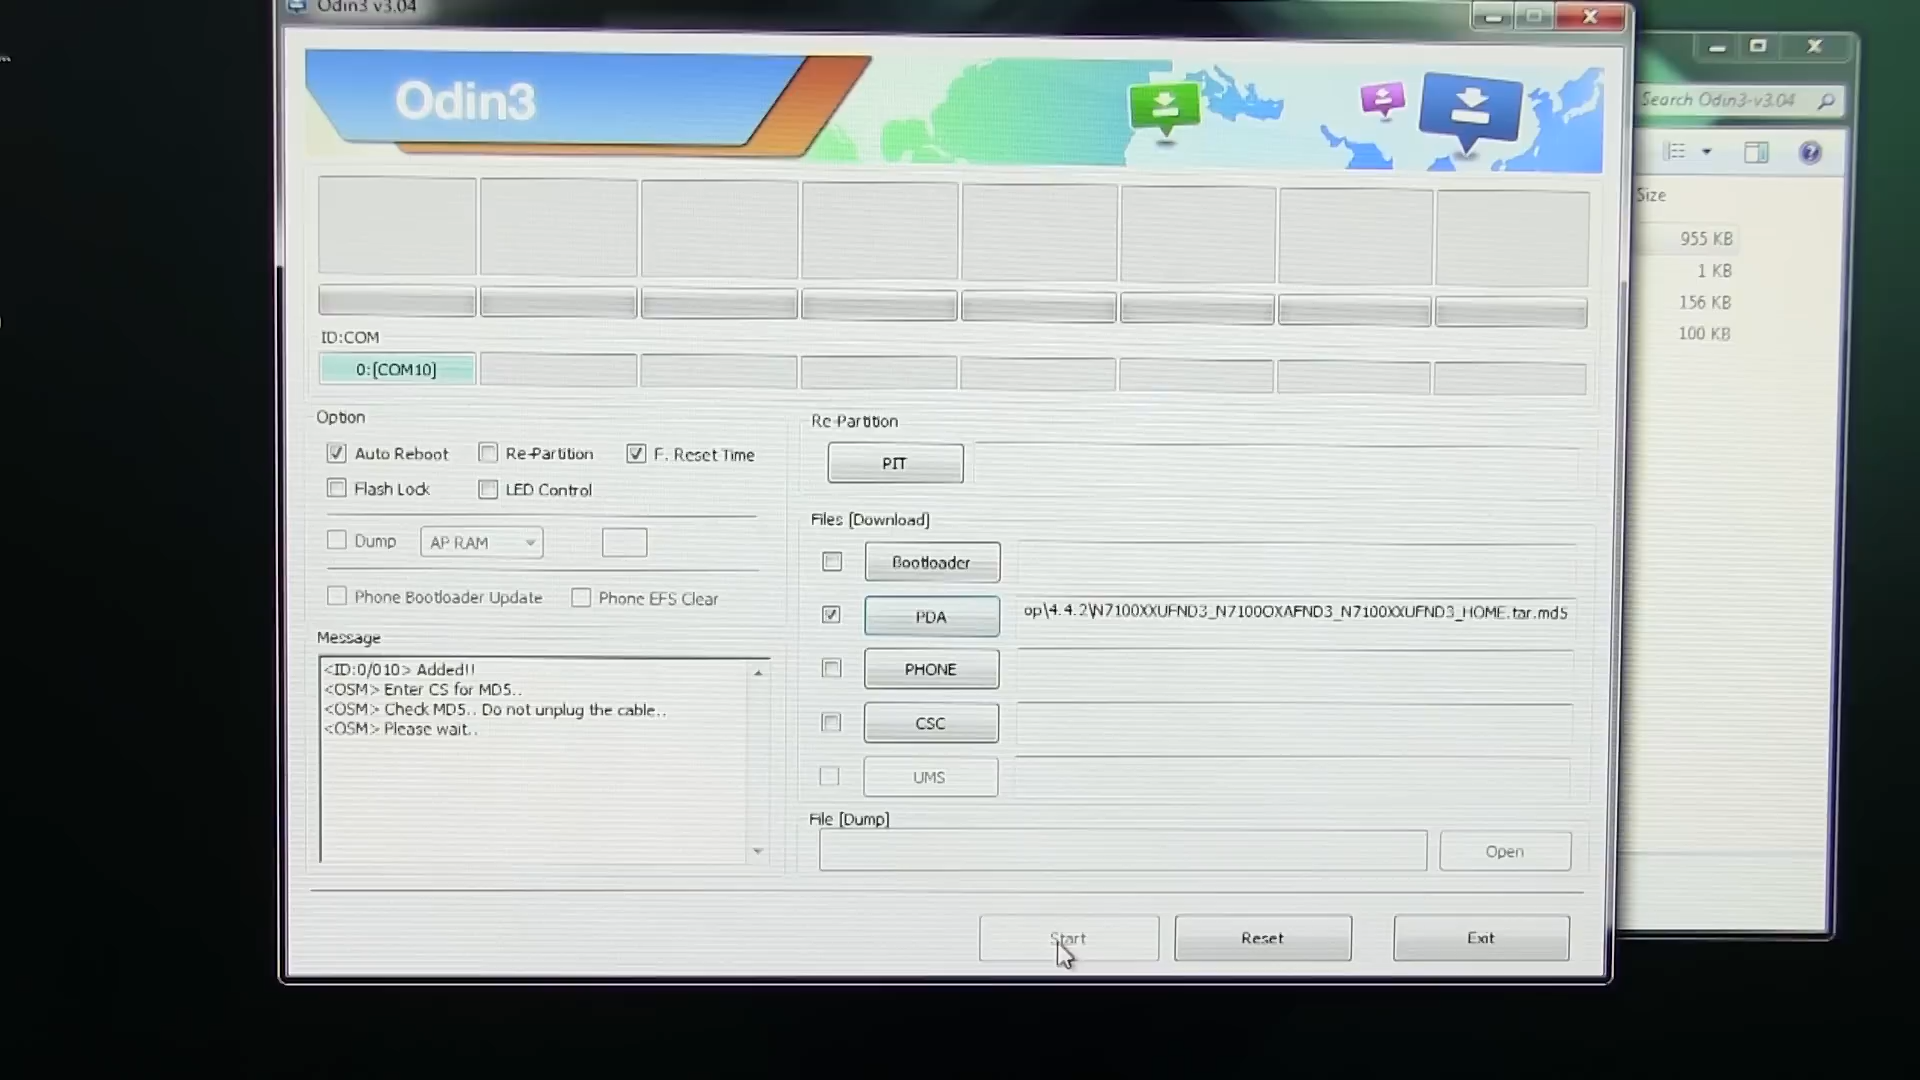 Odin3 v3.04
Odin3
Search Odin3-v3.04
Size
955 KB
1 KB
156 KB
100 KB
ID:COM
0:[COM10]
Option
Auto Reboot
Re-Partition
F. Reset Time
Flash Lock
LED Control
Dump
AP RAM
Phone Bootloader Update
Phone EFS Clear
Message
<ID:0/010> Added!!
<OSM> Enter CS for MD5..
<OSM> Check MD5.. Do not unplug the cable..
<OSM> Please wait..
Re-Partition
PIT
Files [Download]
Bootloader
PDA
op\4.4.2\N7100XXUFND3_N7100OXAFND3_N7100XXUFND3_HOME.tar.md5
PHONE
CSC
UMS
File [Dump]
Open
Start
Reset
Exit